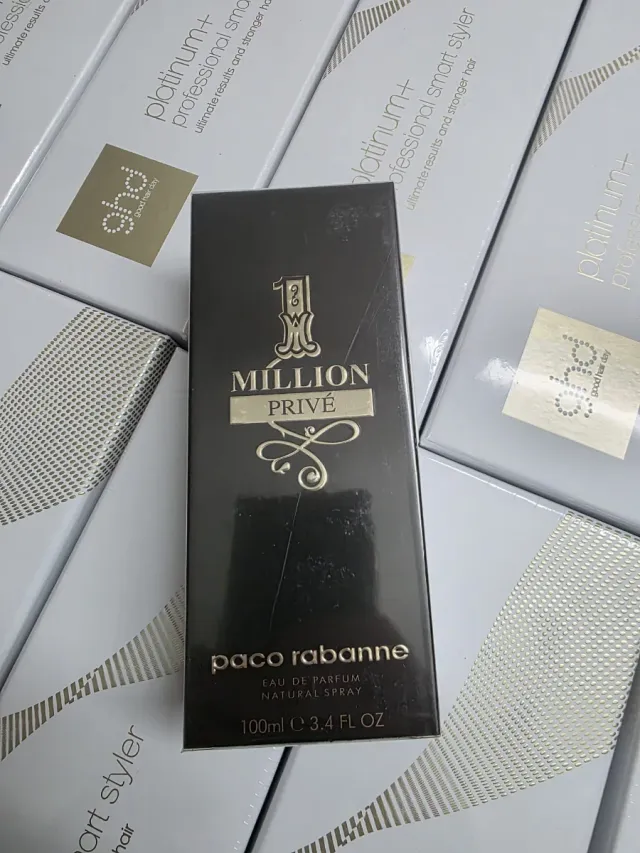 platinum+
professional smart styler
ultimate results and stronger hair
ghd
good hair day
platinum+
professional smart styler
ultimate results and stronger hair
platinum+
ghd
good hair day
1
MILLION
PRIVÉ
paco rabanne
EAU DE PARFUM
NATURAL SPRAY
100ml e 3.4 FL OZ
art styler
hair